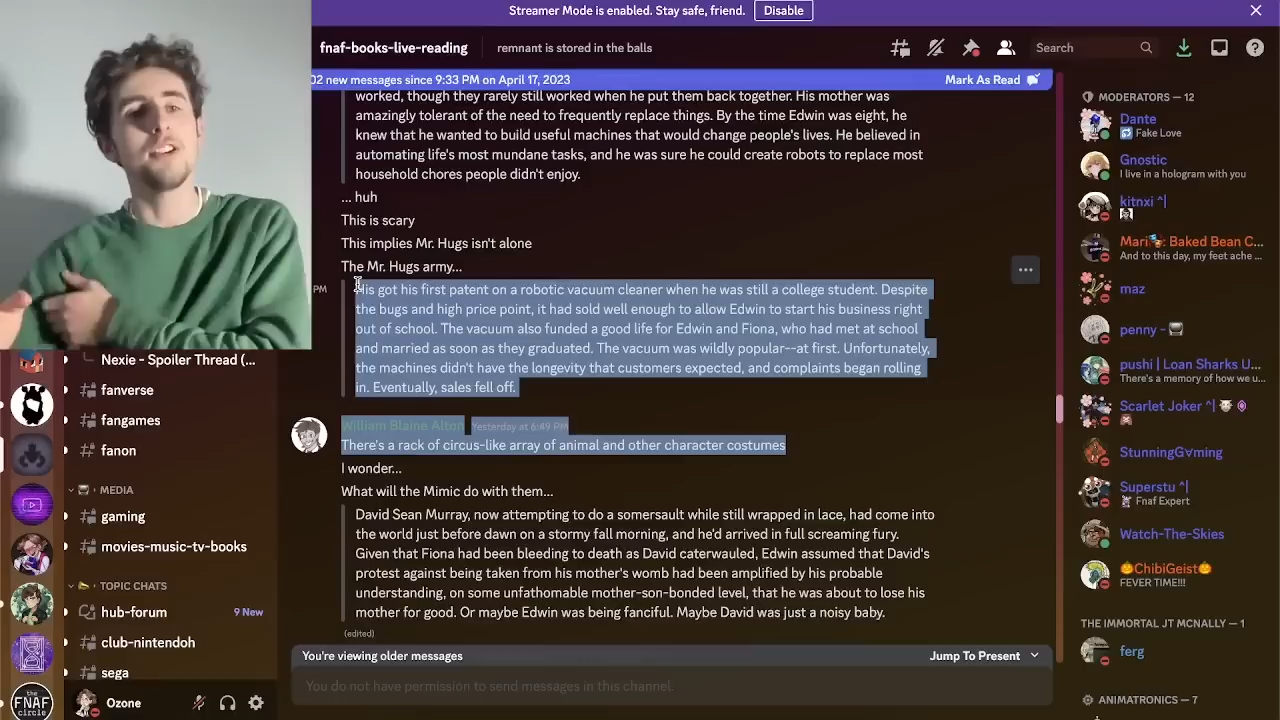 Streamer Mode is enabled. Stay safe, friend.
Disable
fnaf-books-live-reading
remnant is stored in the balls
Search
02 new messages since 9:33 PM on April 17, 2023
Mark As Read
worked, though they rarely still worked when he put them back together. His mother was
amazingly tolerant of the need to frequently replace things. By the time Edwin was eight, he
knew that he wanted to build useful machines that would change people's lives. He believed in
automating life's most mundane tasks, and he was sure he could create robots to replace most
household chores people didn't enjoy.
... huh
This is scary
This implies Mr. Hugs isn't alone
The Mr. Hugs army...
PM
His got his first patent on a robotic vacuum cleaner when he was still a college student. Despite
the bugs and high price point, it had sold well enough to allow Edwin to start his business right
out of school. The vacuum also funded a good life for Edwin and Fiona, who had met at school
and married as soon as they graduated. The vacuum was wildly popular--at first. Unfortunately,
the machines didn't have the longevity that customers expected, and complaints began rolling
in. Eventually, sales fell off.
William Blaine Alton
Yesterday at 6:49 PM
There's a rack of circus-like array of animal and other character costumes
I wonder...
What will the Mimic do with them...
David Sean Murray, now attempting to do a somersault while still wrapped in lace, had come into
the world just before dawn on a stormy fall morning, and he'd arrived in full screaming fury.
Given that Fiona had been bleeding to death as David caterwauled, Edwin assumed that David's
protest against being taken from his mother's womb had been amplified by his probable
understanding, on some unfathomable mother-son-bonded level, that he was about to lose his
mother for good. Or maybe Edwin was being fanciful. Maybe David was just a noisy baby.
(edited)
You're viewing older messages
Jump To Present
You do not have permission to send messages in this channel.
Nexie - Spoiler Thread (...
fanverse
fangames
fanon
MEDIA
gaming
movies-music-tv-books
TOPIC CHATS
hub-forum
9 New
club-nintendoh
sega
the
FNAF
circle
Ozone
MODERATORS — 12
Dante
Fake Love
Gnostic
I live in a hologram with you
kitnxi ^|
Mari: Baked Bean C...
And to this day, my feet ache ...
maz
penny -
pushi | Loan Sharks U...
There's a memory of how we u...
Scarlet Joker ^|
StunningG∀ming
Superstu ^|
Fnaf Expert
Watch-The-Skies
ChibiGeist
FEVER TIME!!!
THE IMMORTAL JT MCNALLY — 1
ferg
ANIMATRONICS — 7